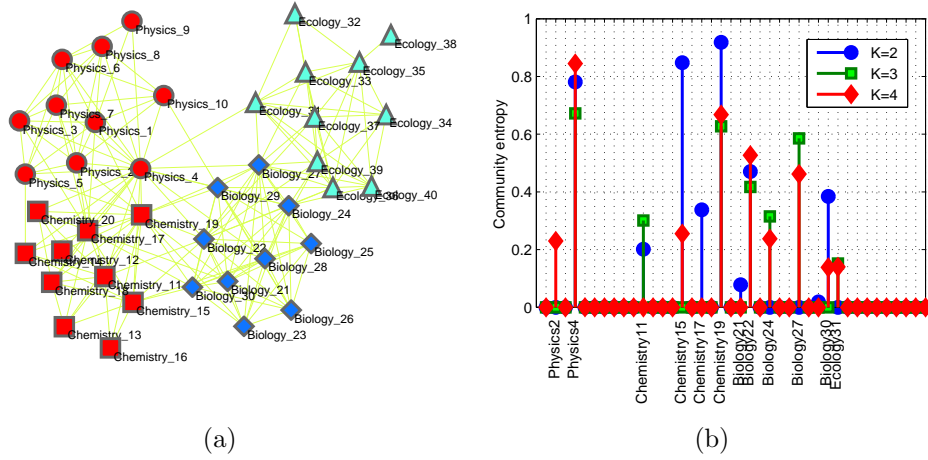 Physics_9
Physics_8
Physics_6
Physics_10
Physics_7
Physics_3
Physics_1
Physics_2
Physics_5
Physics_4
Chemistry_20
Chemistry_19
Chemistry_17
Chemistry_14
Chemistry_12
Chemistry_18
Chemistry_11
Chemistry_15
Chemistry_13
Chemistry_16
Ecology_32
Ecology_38
Ecology_35
Ecology_33
Ecology_31
Ecology_37
Ecology_34
Ecology_39
Ecology_36
Ecology_40
Biology_27
Biology_29
Biology_24
Biology_22
Biology_25
Biology_28
Biology_30
Biology_21
Biology_26
Biology_23
(a)
Community entropy
1
0.8
0.6
0.4
0.2
0
K=2
K=3
K=4
Physics2
Physics4
Chemistry11
Chemistry15
Chemistry17
Chemistry19
Biology21
Biology22
Biology24
Biology27
Biology30
Ecology31
(b)